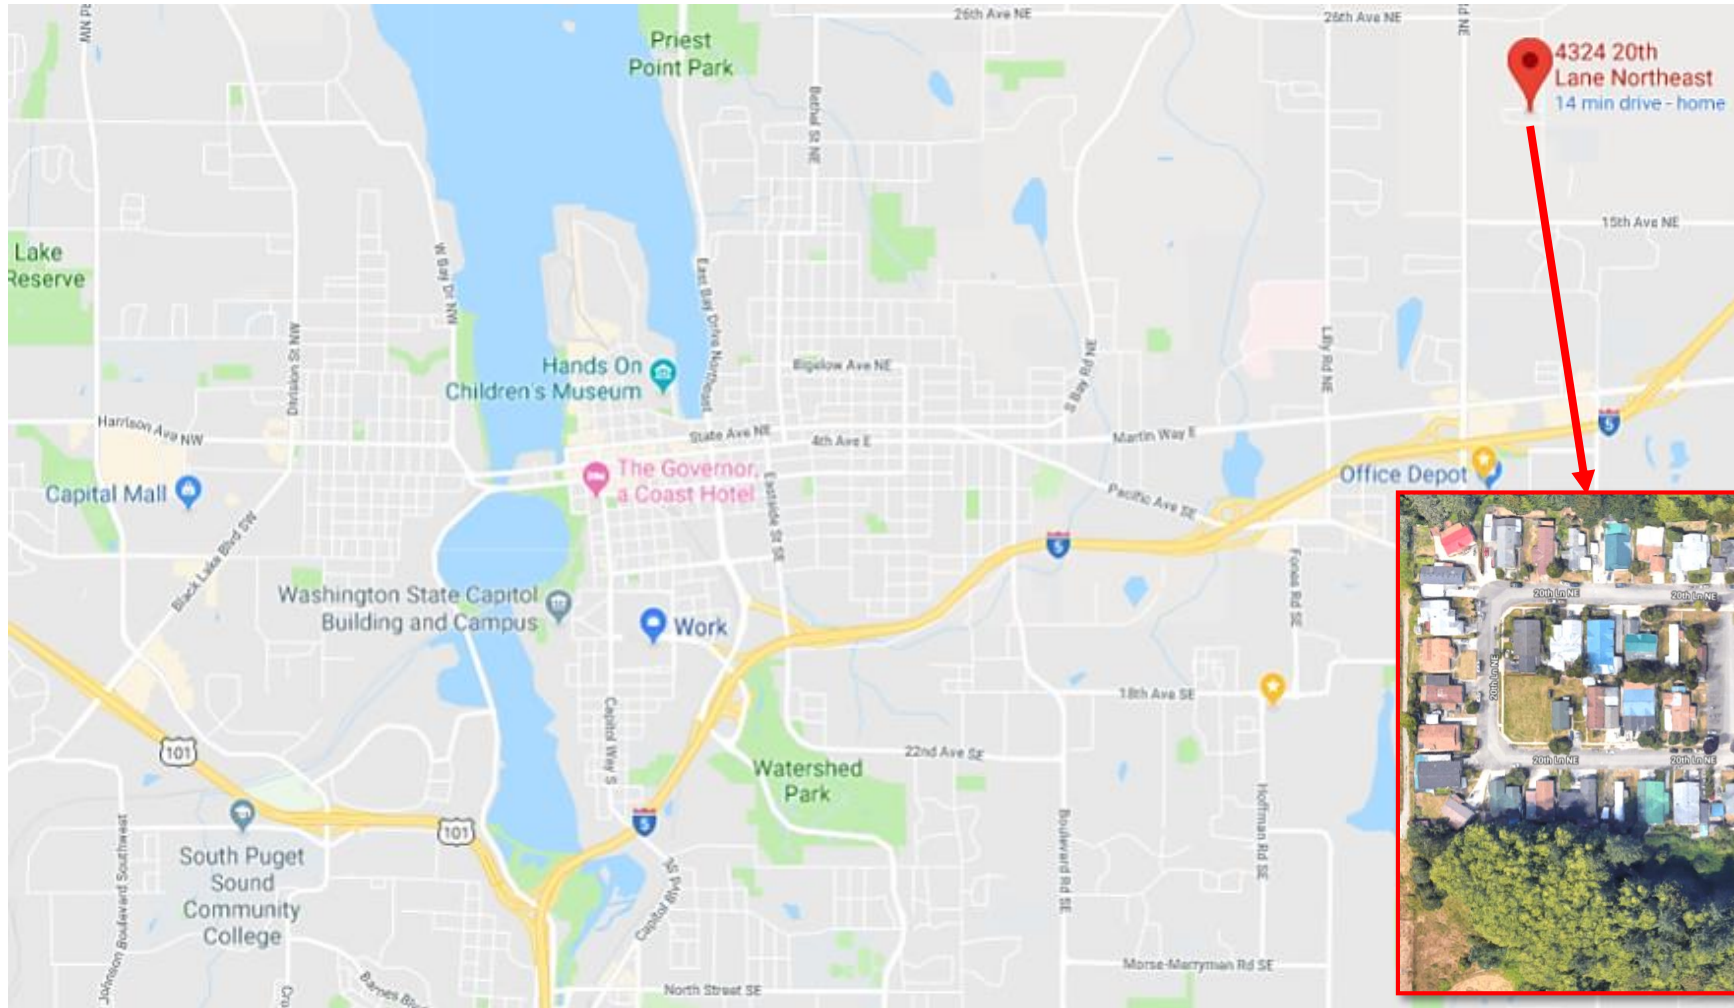 26th Ave NE
26th Ave NE
Priest
Point Park
4324 20th
Lane Northeast
14 min drive - home
Bethel St NE
15th Ave NE
Lake
Reserve
W Bay Dr NW
East Bay Drive Northeast
Division St NW
Lilly Rd NE
S Bay Rd NE
Hands On
Children's Museum
Bigelow Ave NE
Harrison Ave NW
State Ave NE
4th Ave E
Martin Way E
5
Capital Mall
The Governor,
a Coast Hotel
Eastside St SE
Office Depot
Pacific Ave SE
5
Black Lake Blvd SW
Fones Rd SE
Washington State Capitol
Building and Campus
Work
20th Ln NE
20th Ln NE
20th Ln NE
20th Ln NE
20th Ln NE
18th Ave SE
Capitol Way S
22nd Ave SE
101
Watershed
Park
Hoffman Rd SE
Boulevard Rd SE
5
101
South Puget
Sound
Community
College
Johnson Boulevard Southwest
Capitol Blvd SE
Morse-Merryman Rd SE
North Street SE